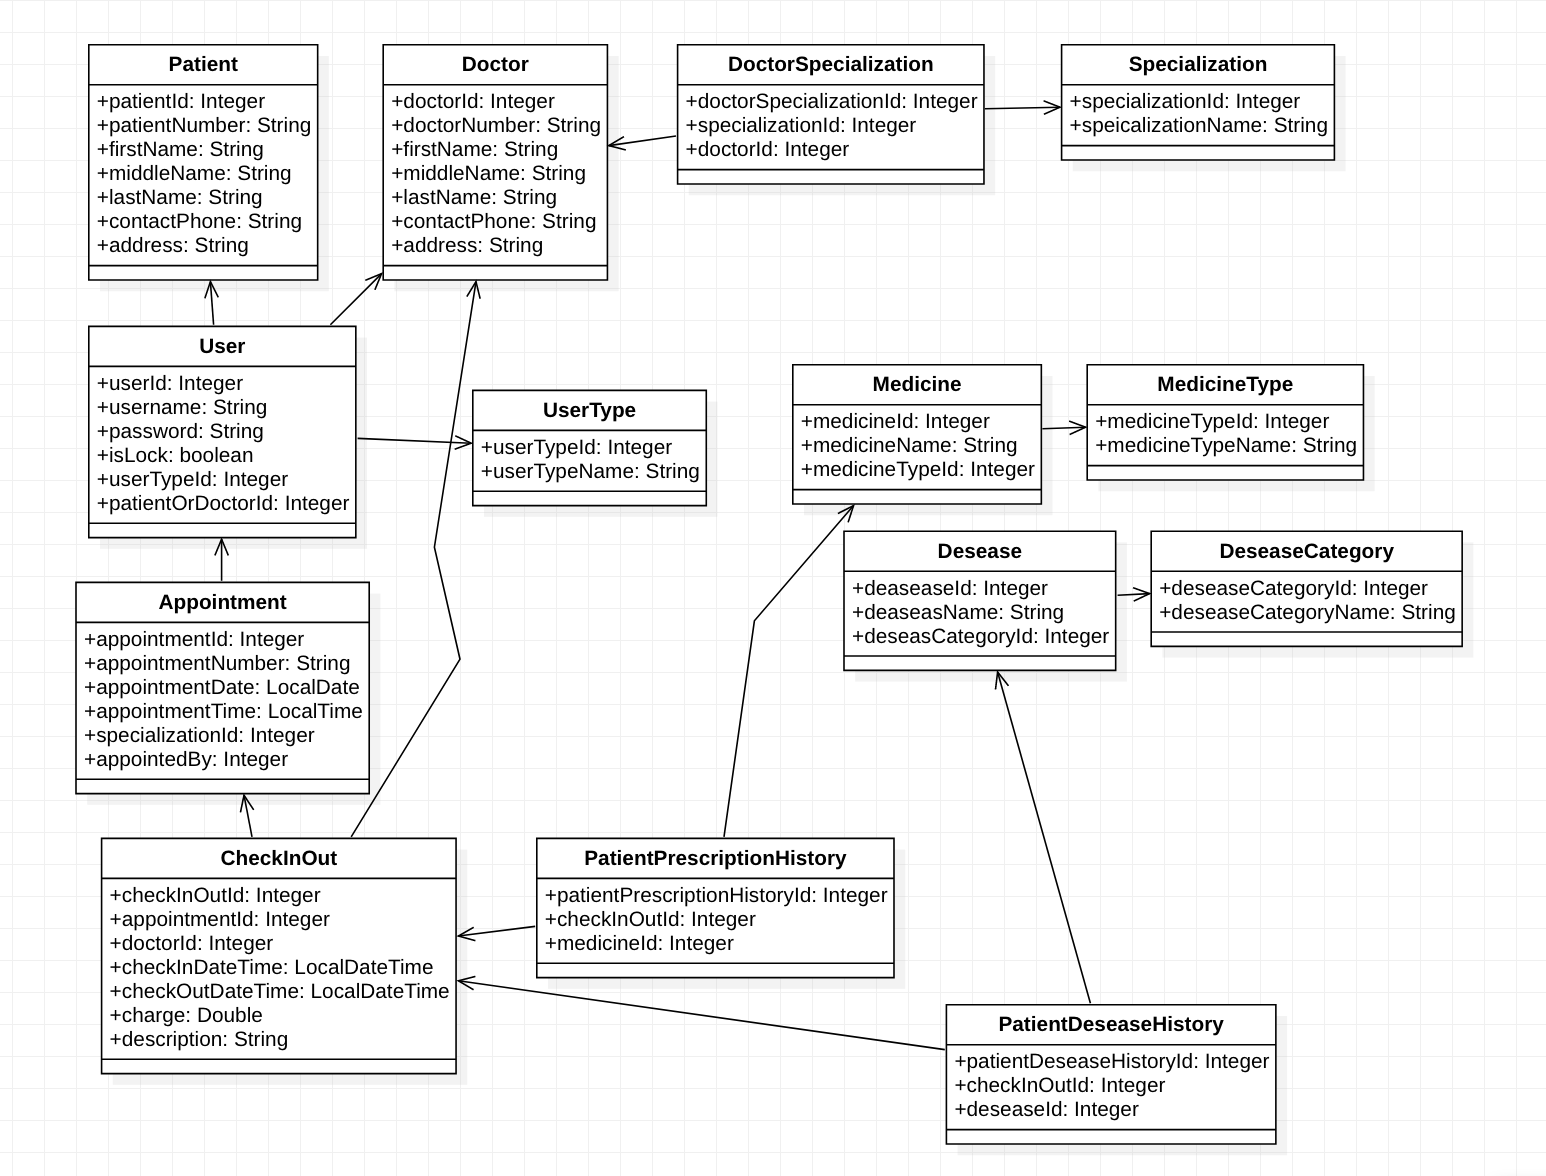 Patient
+patientId: Integer
+patientNumber: String
+firstName: String
+middleName: String
+lastName: String
+contactPhone: String
+address: String
Doctor
+doctorId: Integer
+doctorNumber: String
+firstName: String
+middleName: String
+lastName: String
+contactPhone: String
+address: String
DoctorSpecialization
+doctorSpecializationId: Integer
+specializationId: Integer
+doctorId: Integer
Specialization
+specializationId: Integer
+speicalizationName: String
User
+userId: Integer
+username: String
+password: String
+isLock: boolean
+userTypeId: Integer
+patientOrDoctorId: Integer
UserType
+userTypeId: Integer
+userTypeName: String
Medicine
+medicineId: Integer
+medicineName: String
+medicineTypeId: Integer
MedicineType
+medicineTypeId: Integer
+medicineTypeName: String
Desease
+deaseaseId: Integer
+deaseasName: String
+deseasCategoryId: Integer
DeseaseCategory
+deseaseCategoryId: Integer
+deseaseCategoryName: String
Appointment
+appointmentId: Integer
+appointmentNumber: String
+appointmentDate: LocalDate
+appointmentTime: LocalTime
+specializationId: Integer
+appointedBy: Integer
CheckInOut
+checkInOutId: Integer
+appointmentId: Integer
+doctorId: Integer
+checkInDateTime: LocalDateTime
+checkOutDateTime: LocalDateTime
+charge: Double
+description: String
PatientPrescriptionHistory
+patientPrescriptionHistoryId: Integer
+checkInOutId: Integer
+medicineId: Integer
PatientDeseaseHistory
+patientDeseaseHistoryId: Integer
+checkInOutId: Integer
+deseaseId: Integer